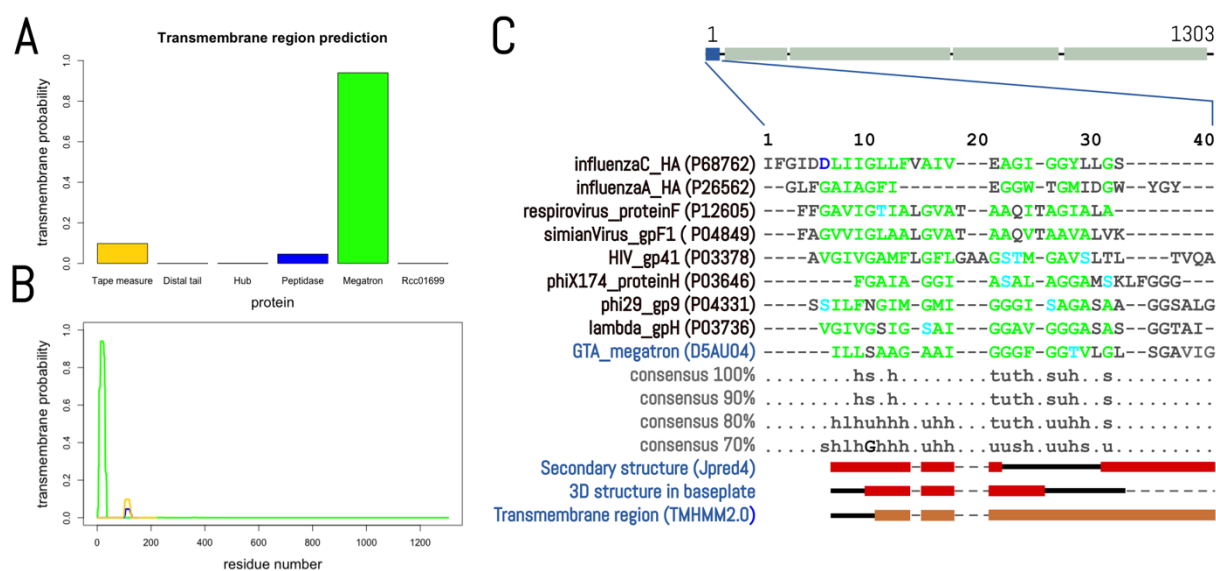 A
Transmembrane region prediction
transmembrane probability
1.0
0.8
0.6
0.4
0.2
0.0
Tape measure Distal tail Hub Peptidase Megatron Rcc01699
protein
B
transmembrane probability
1.0
0.8
0.6
0.4
0.2
0.0
0 200 400 600 800 1000 1200
residue number
C
1 1303
1 10 20 30 40
influenzaC_HA (P68762) IFGIDDLIIGLLFVAIV---EAGI-GGYLLGS--------
influenzaA_HA (P26562) --GLFGAIAGFI--------EGGW-TGMIDGW--YGY---
respirovirus_proteinF (P12605) ---FFGAVIGTIALGVAT--AAQITAGIALA---------
simianVirus_gpF1 ( P04849) ---FAGVVIGLAALGVAT--AAQVTAAVALVK--------
HIV_gp41 (P03378) ----AVGIVGAMFLGFLGAAGSTMGAVSLTL-----TVQA
phiX174_proteinH (P03646) --------FGAIA-GGI---ASAL-AGGAMSKLFGGG---
phi29_gp9 (P04331) ----SSILFNGIM-GMI---GGGI-SAGASAA--GGSALG
lambda_gpH (P03736) -----VGIVGSIG-SAI---GGAV-GGGASAS--GGTAI-
GTA_megatron (D5AU04) ------ILLSAAG-AAI---GGGF-GGTVLGL--SGAVIG
consensus 100% .........hs.h.......tuth.suh..s.........
consensus 90% .........hs.h.......tuth.suh..s.........
consensus 80% ......hlhuhhh.uhh...tuth.uuhh.s.........
consensus 70% .....shlhGhhh.uhh...uush.uuhs.u.........
Secondary structure (Jpred4)
3D structure in baseplate
Transmembrane region (TMHMM2.0)